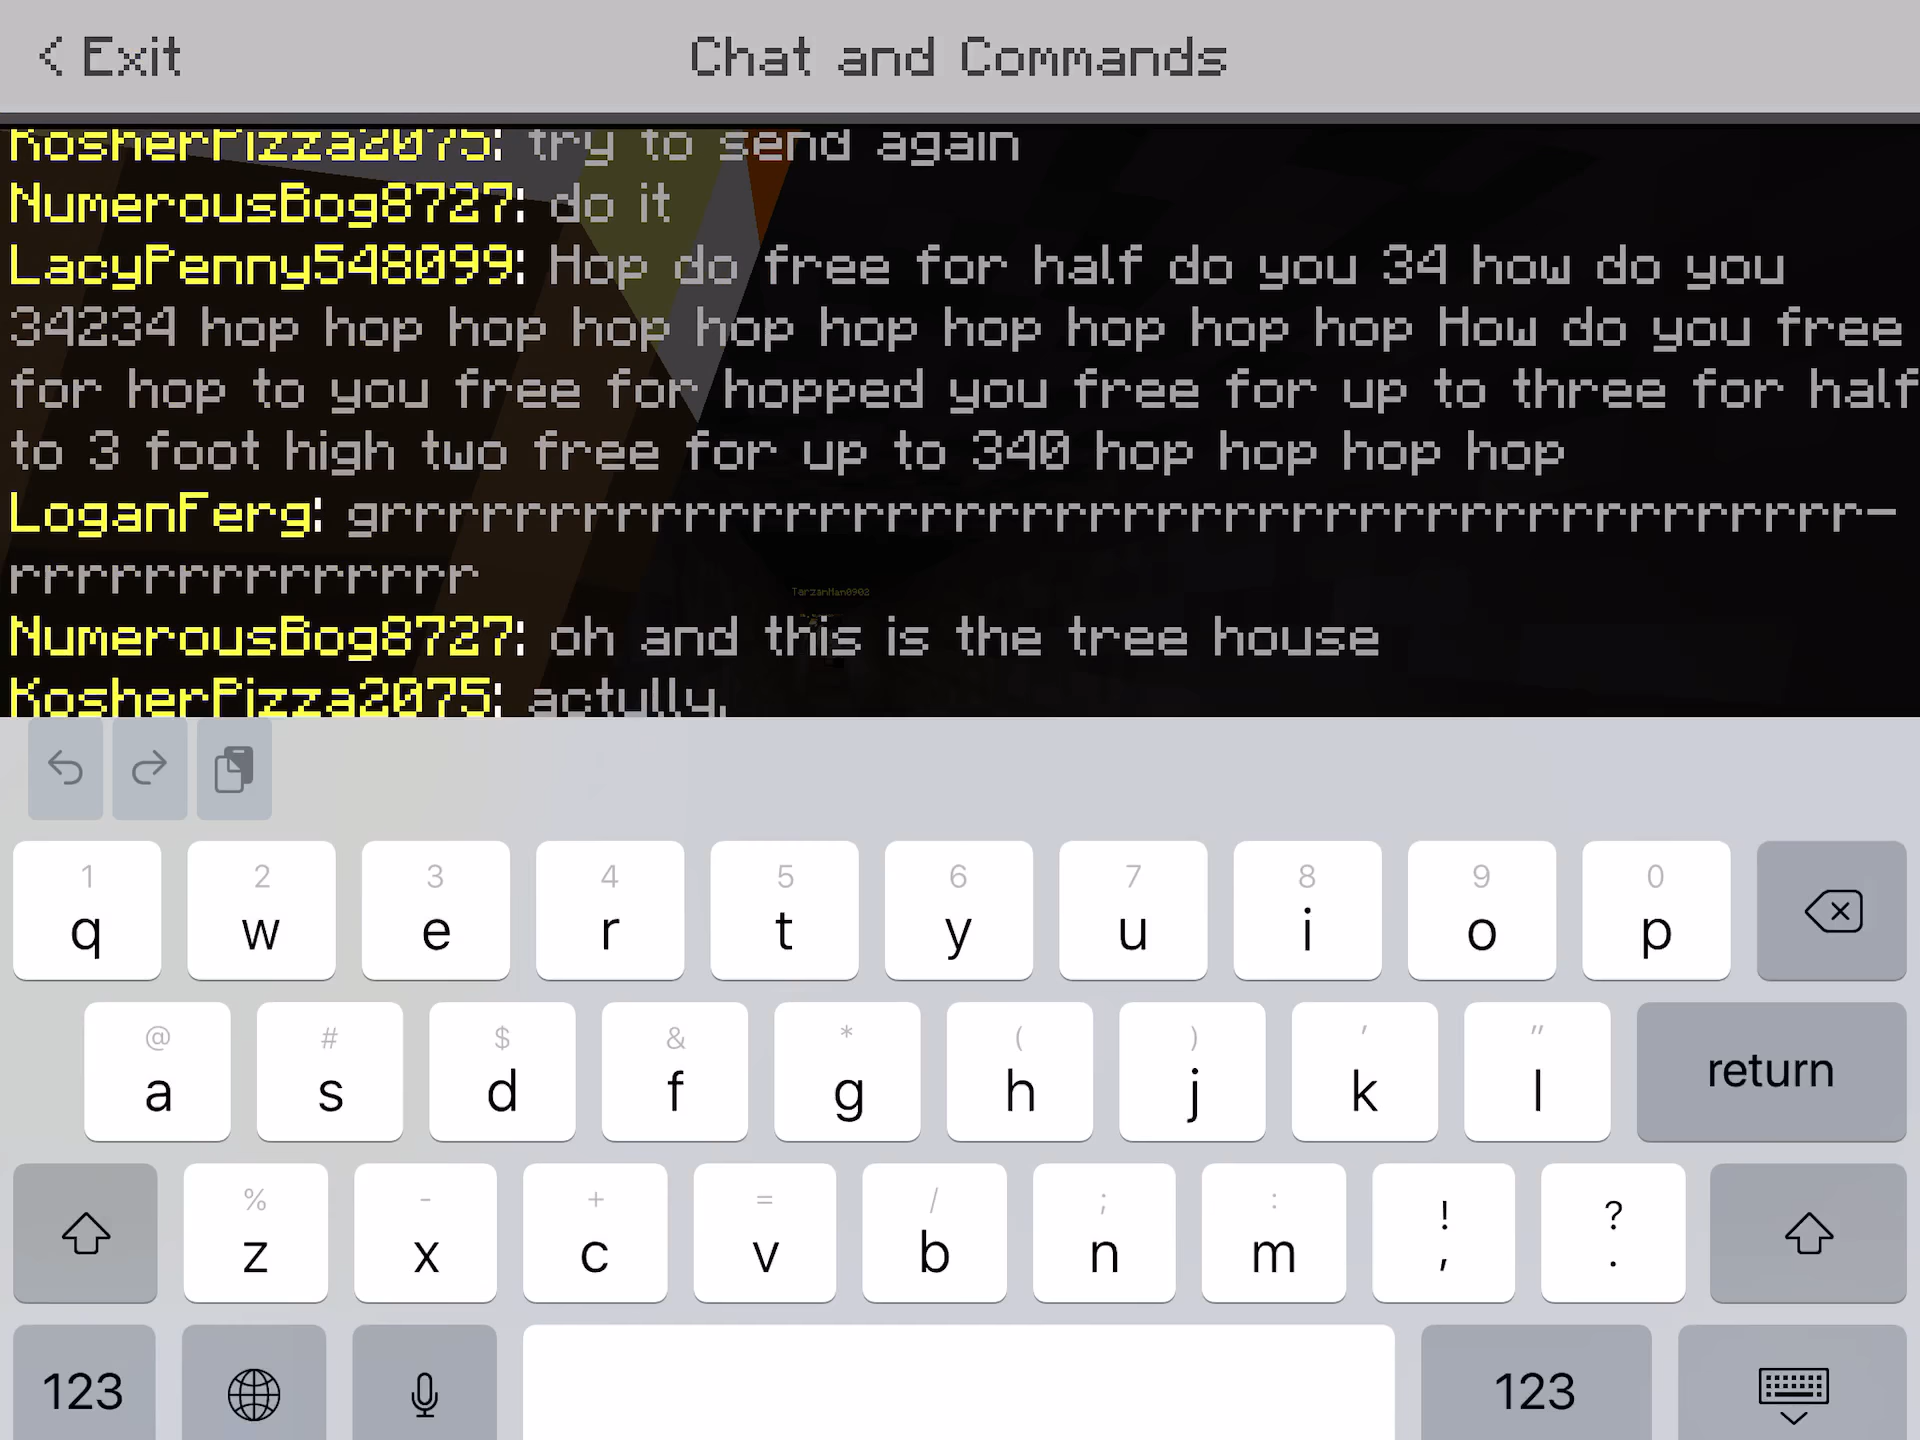 < Exit
Chat and Commands
KosherPizza2075: try to send again
NumerousBog8727: do it
LacyPenny548099: Hop do free for half do you 34 how do you
34234 hop hop hop hop hop hop hop hop hop hop How do you free
for hop to you free for hopped you free for up to three for half
to 3 foot high two free for up to 340 hop hop hop hop
LoganFerg: grrrrrrrrrrrrrrrrrrrrrrrrrrrrrrrrrrrrrrrrrrrrrrrrrrrrrrrrrrrrrrrrrr-
rrrrrrrrrrrrrrrrrrrrr
TarzanMan0902
NumerousBog8727: oh and this is the tree house
KosherPizza2075: actully,
1 2 3 4 5 6 7 8 9 0
q w e r t y u i o p
@ # $ & * ( ) ' "
a s d f g h j k l return
% - + = / ; : ! ?
z x c v b n m , .
123 123